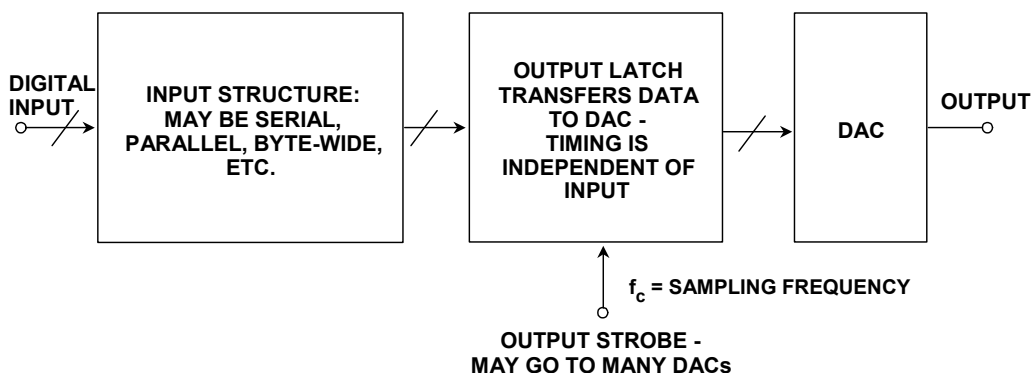 DIGITAL
INPUT
INPUT STRUCTURE:
MAY BE SERIAL,
PARALLEL, BYTE-WIDE,
ETC.
OUTPUT LATCH
TRANSFERS DATA
TO DAC -
TIMING IS
INDEPENDENT OF
INPUT
DAC
OUTPUT
fc = SAMPLING FREQUENCY
OUTPUT STROBE -
MAY GO TO MANY DACs